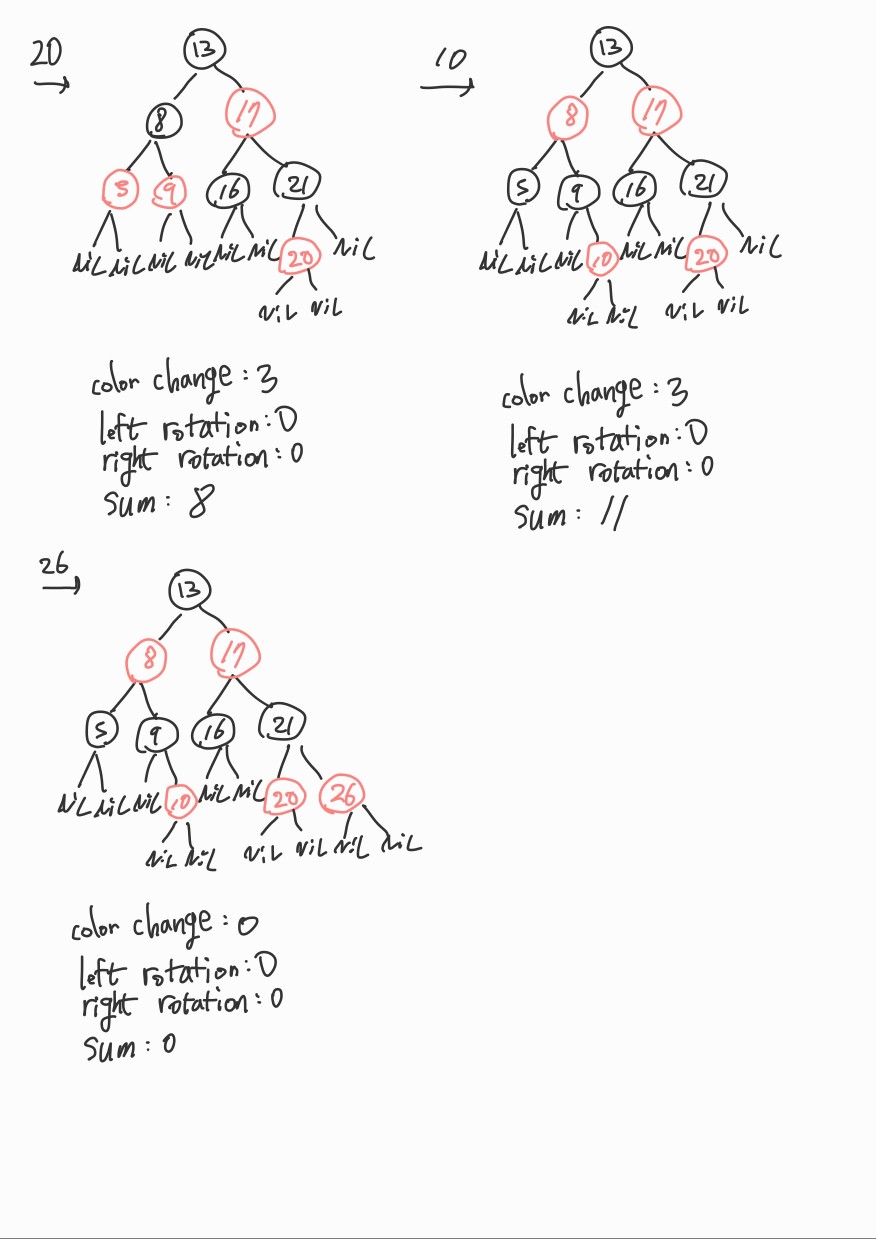 20
13
8 17
5 9 16 21
NiL NiL NiL NiL NiL NiL 20 NiL
NiL NiL
color change : 3
left rotation : 0
right rotation : 0
sum : 8
10
13
8 17
5 9 16 21
NiL NiL NiL 10 NiL NiL 20 NiL
NiL NiL NiL NiL
color change : 3
left rotation : 0
right rotation : 0
sum : 11
26
13
8 17
5 9 16 21
NiL NiL NiL 10 NiL NiL 20 26
NiL NiL NiL NiL NiL NiL
color change : 0
left rotation : 0
right rotation : 0
sum : 0